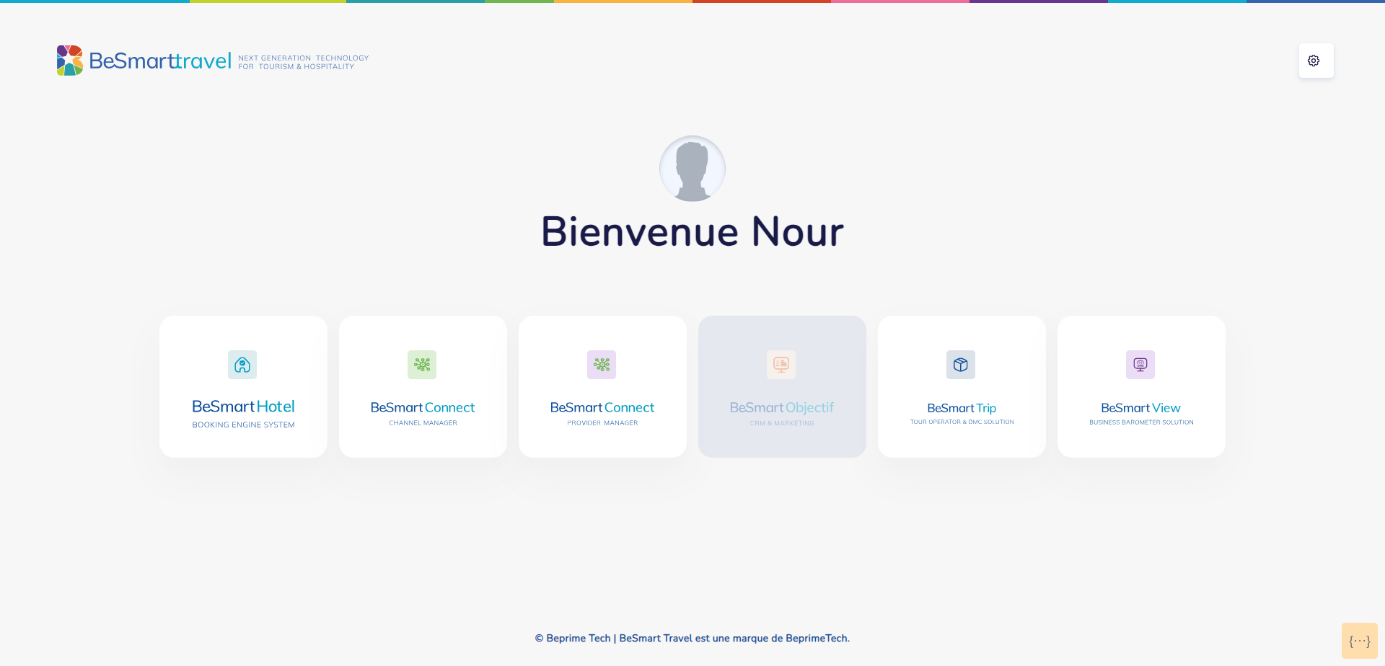 BeSmarttravel
NEXT GENERATION TECHNOLOGY
FOR TOURISM & HOSPITALITY
Bienvenue Nour
BeSmart Hotel
BOOKING ENGINE SYSTEM
BeSmart Connect
CHANNEL MANAGER
BeSmart Connect
PROVIDER MANAGER
BeSmart Objectif
CRM & MARKETING
BeSmart Trip
TOUR OPERATOR & DMC SOLUTION
BeSmart View
BUSINESS BAROMETER SOLUTION
© Beprime Tech | BeSmart Travel est une marque de BeprimeTech.
{···}